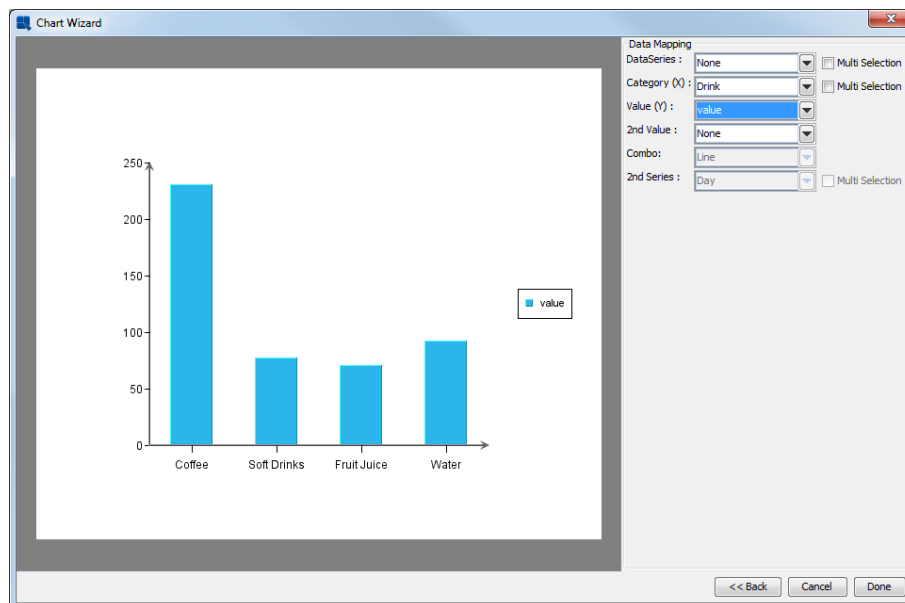 Chart Wizard
250
200
150
100
50
0
Coffee Soft Drinks Fruit Juice Water
value
Data Mapping
DataSeries : None Multi Selection
Category (X) : Drink Multi Selection
Value (Y) : value
2nd Value : None
Combo: Line
2nd Series : Day Multi Selection
<< Back Cancel Done